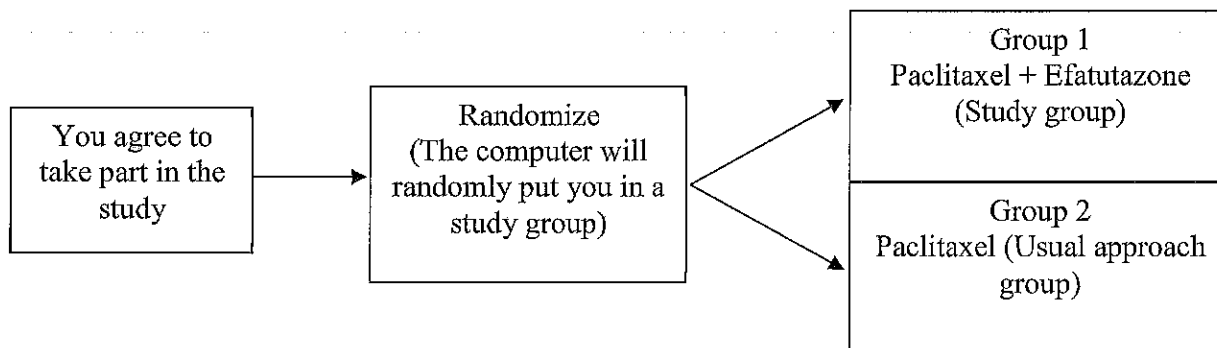 You agree to
take part in the
study
Randomize
(The computer will
randomly put you in a
study group)
Group 1
Paclitaxel + Efatutazone
(Study group)
Group 2
Paclitaxel (Usual approach
group)